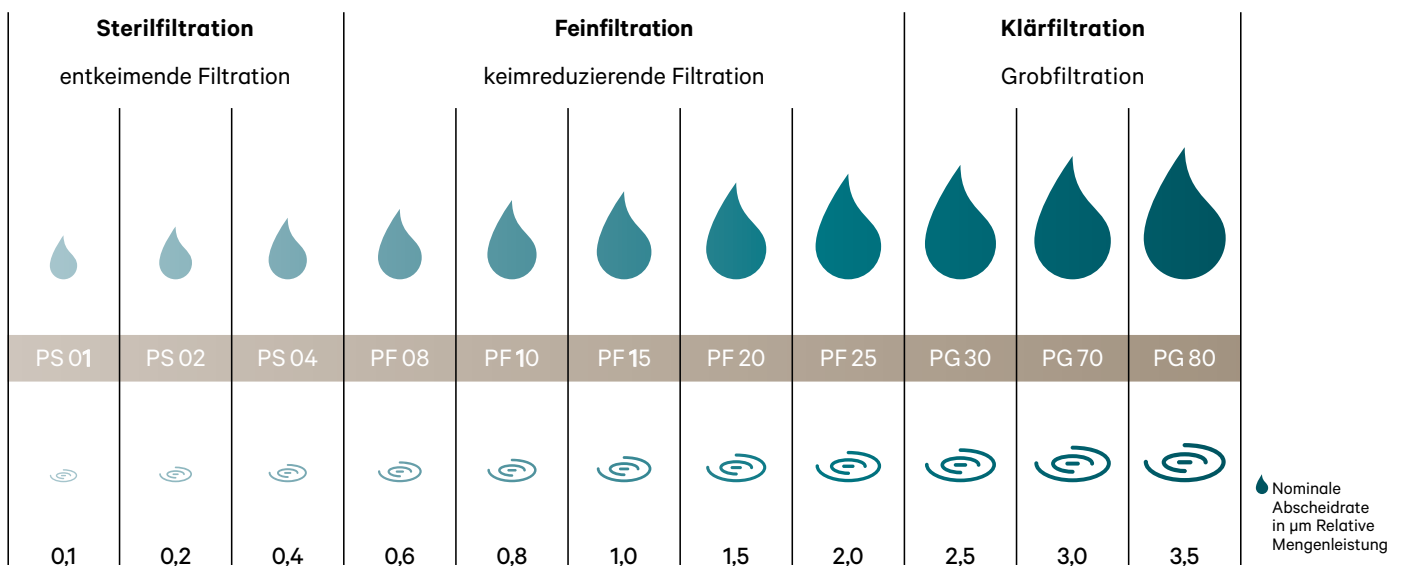 Sterilfiltration
Feinfiltration
Klärfiltration
entkeimende Filtration
keimreduzierende Filtration
Grobfiltration
PS 01
PS 02
PS 04
PF 08
PF 10
PF 15
PF 20
PF 25
PG 30
PG 70
PG 80
Nominale
Abscheidrate
in µm Relative
Mengenleistung
0,1
0,2
0,4
0,6
0,8
1,0
1,5
2,0
2,5
3,0
3,5